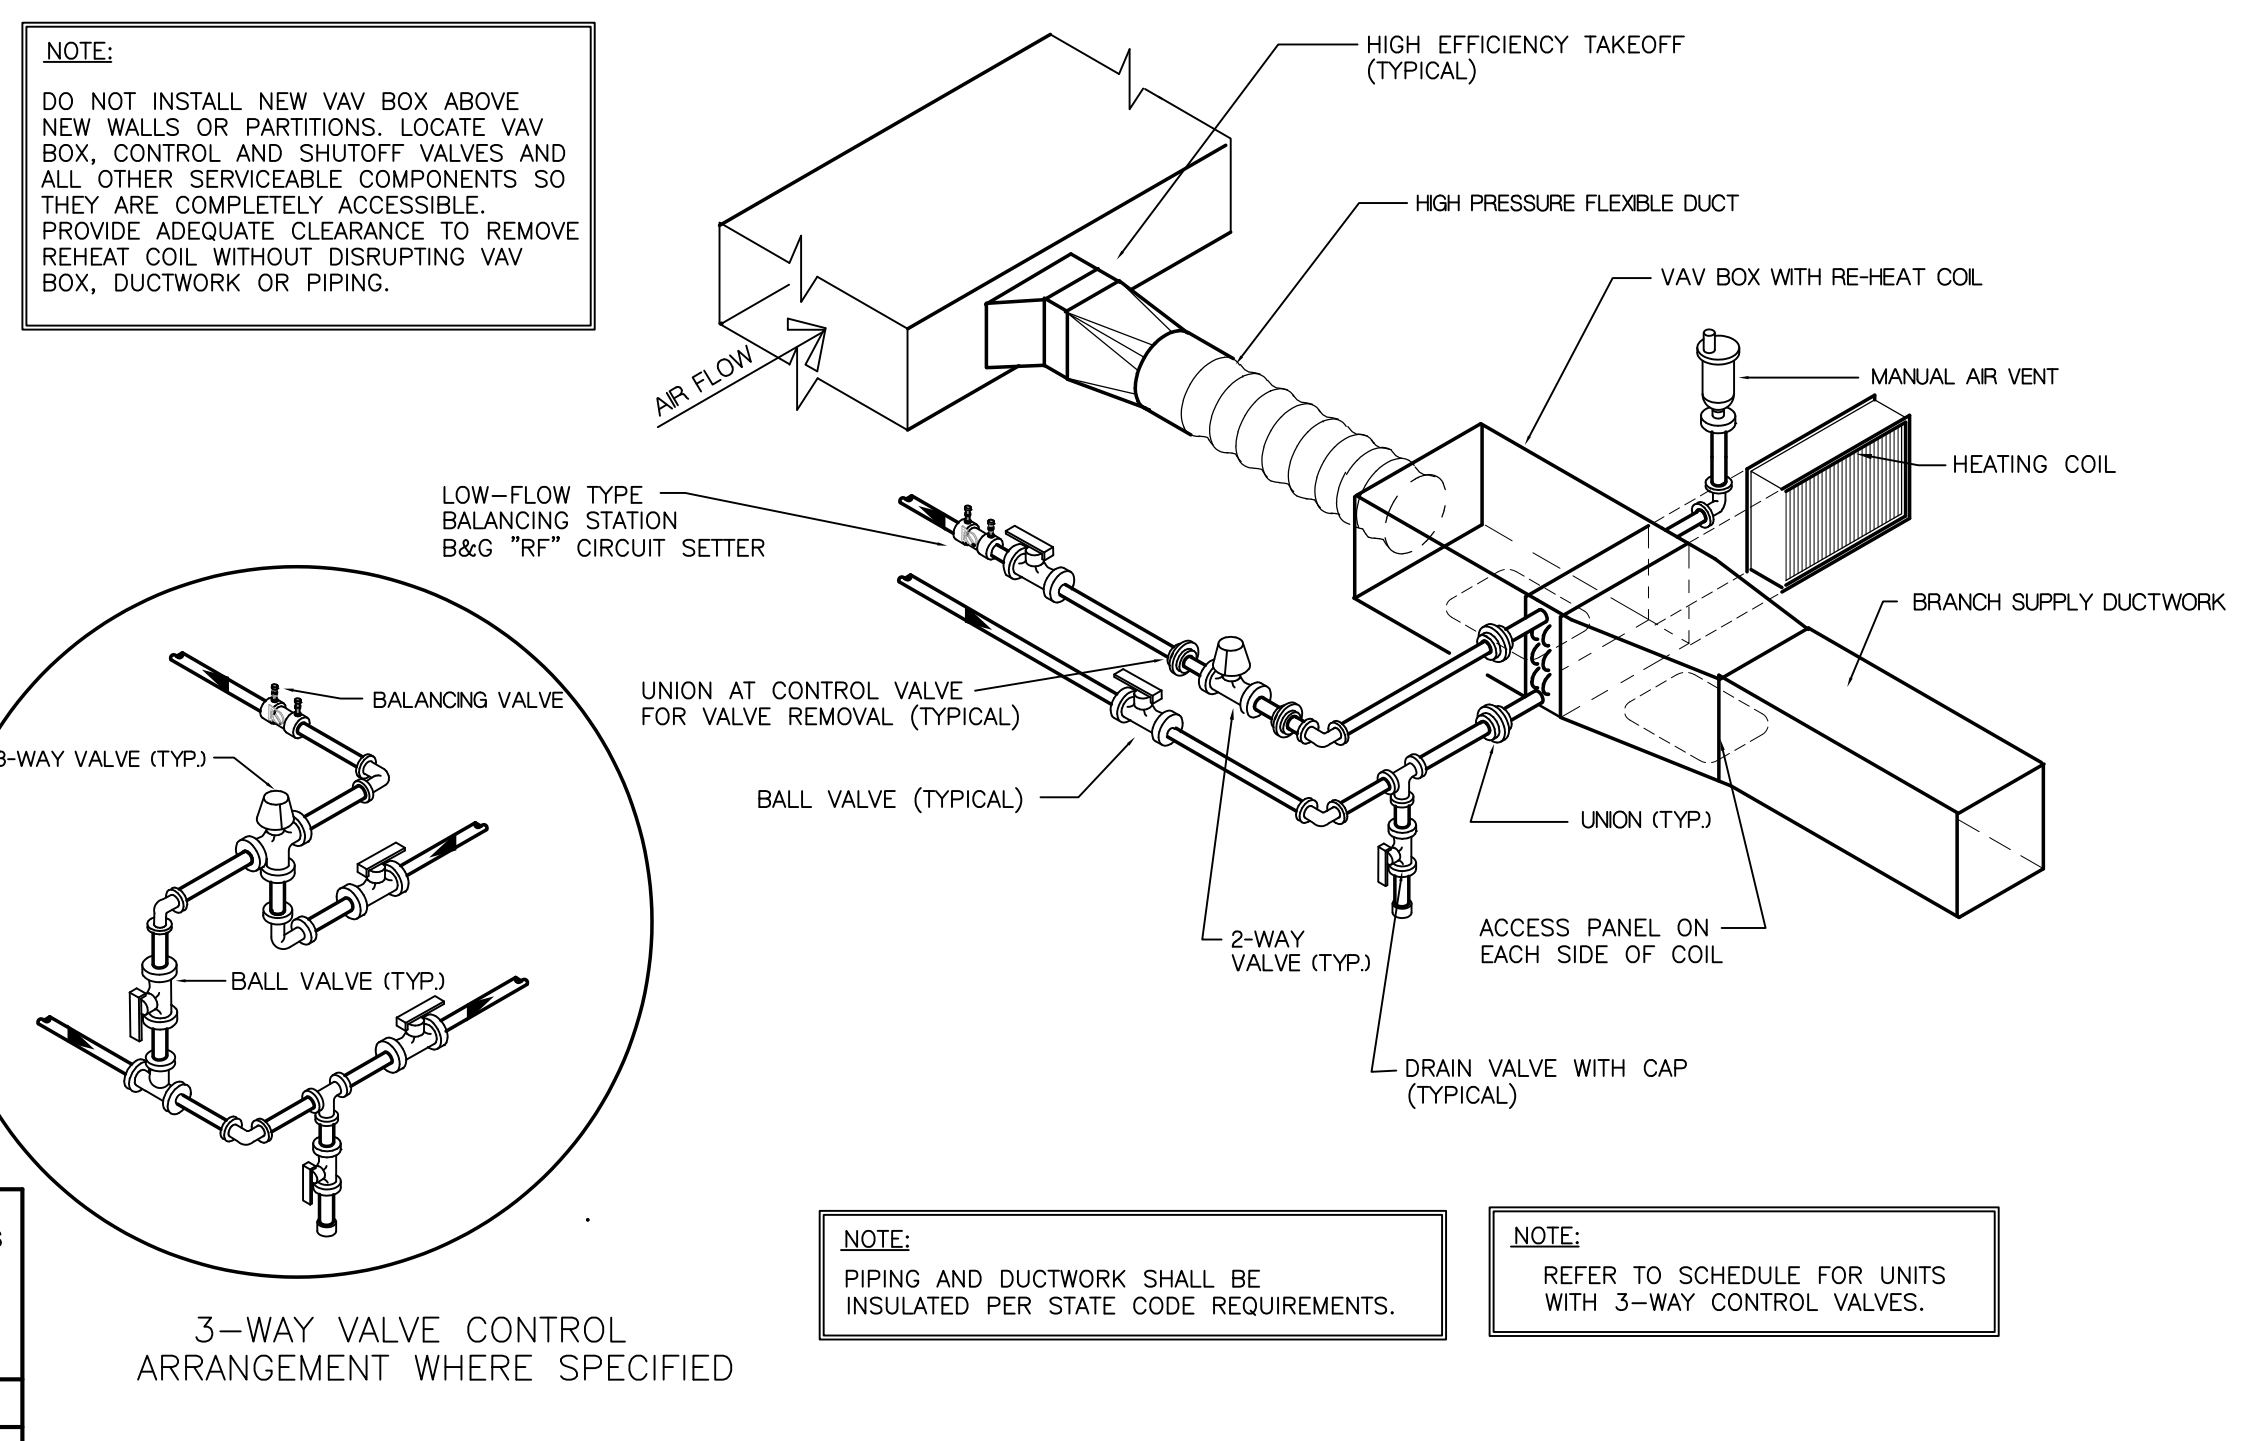 NOTE:
DO NOT INSTALL NEW VAV BOX ABOVE
NEW WALLS OR PARTITIONS. LOCATE VAV
BOX, CONTROL AND SHUTOFF VALVES AND
ALL OTHER SERVICEABLE COMPONENTS SO
THEY ARE COMPLETELY ACCESSIBLE.
PROVIDE ADEQUATE CLEARANCE TO REMOVE
REHEAT COIL WITHOUT DISRUPTING VAV
BOX, DUCTWORK OR PIPING.
HIGH EFFICIENCY TAKEOFF
(TYPICAL)
HIGH PRESSURE FLEXIBLE DUCT
VAV BOX WITH RE-HEAT COIL
AIR FLOW
MANUAL AIR VENT
HEATING COIL
LOW-FLOW TYPE
BALANCING STATION
B&G "RF" CIRCUIT SETTER
BRANCH SUPPLY DUCTWORK
UNION AT CONTROL VALVE
FOR VALVE REMOVAL (TYPICAL)
BALL VALVE (TYPICAL)
UNION (TYP.)
2-WAY
VALVE (TYP.)
ACCESS PANEL ON
EACH SIDE OF COIL
DRAIN VALVE WITH CAP
(TYPICAL)
BALANCING VALVE
3-WAY VALVE (TYP.)
BALL VALVE (TYP.)
3-WAY VALVE CONTROL
ARRANGEMENT WHERE SPECIFIED
NOTE:
PIPING AND DUCTWORK SHALL BE
INSULATED PER STATE CODE REQUIREMENTS.
NOTE:
REFER TO SCHEDULE FOR UNITS
WITH 3-WAY CONTROL VALVES.